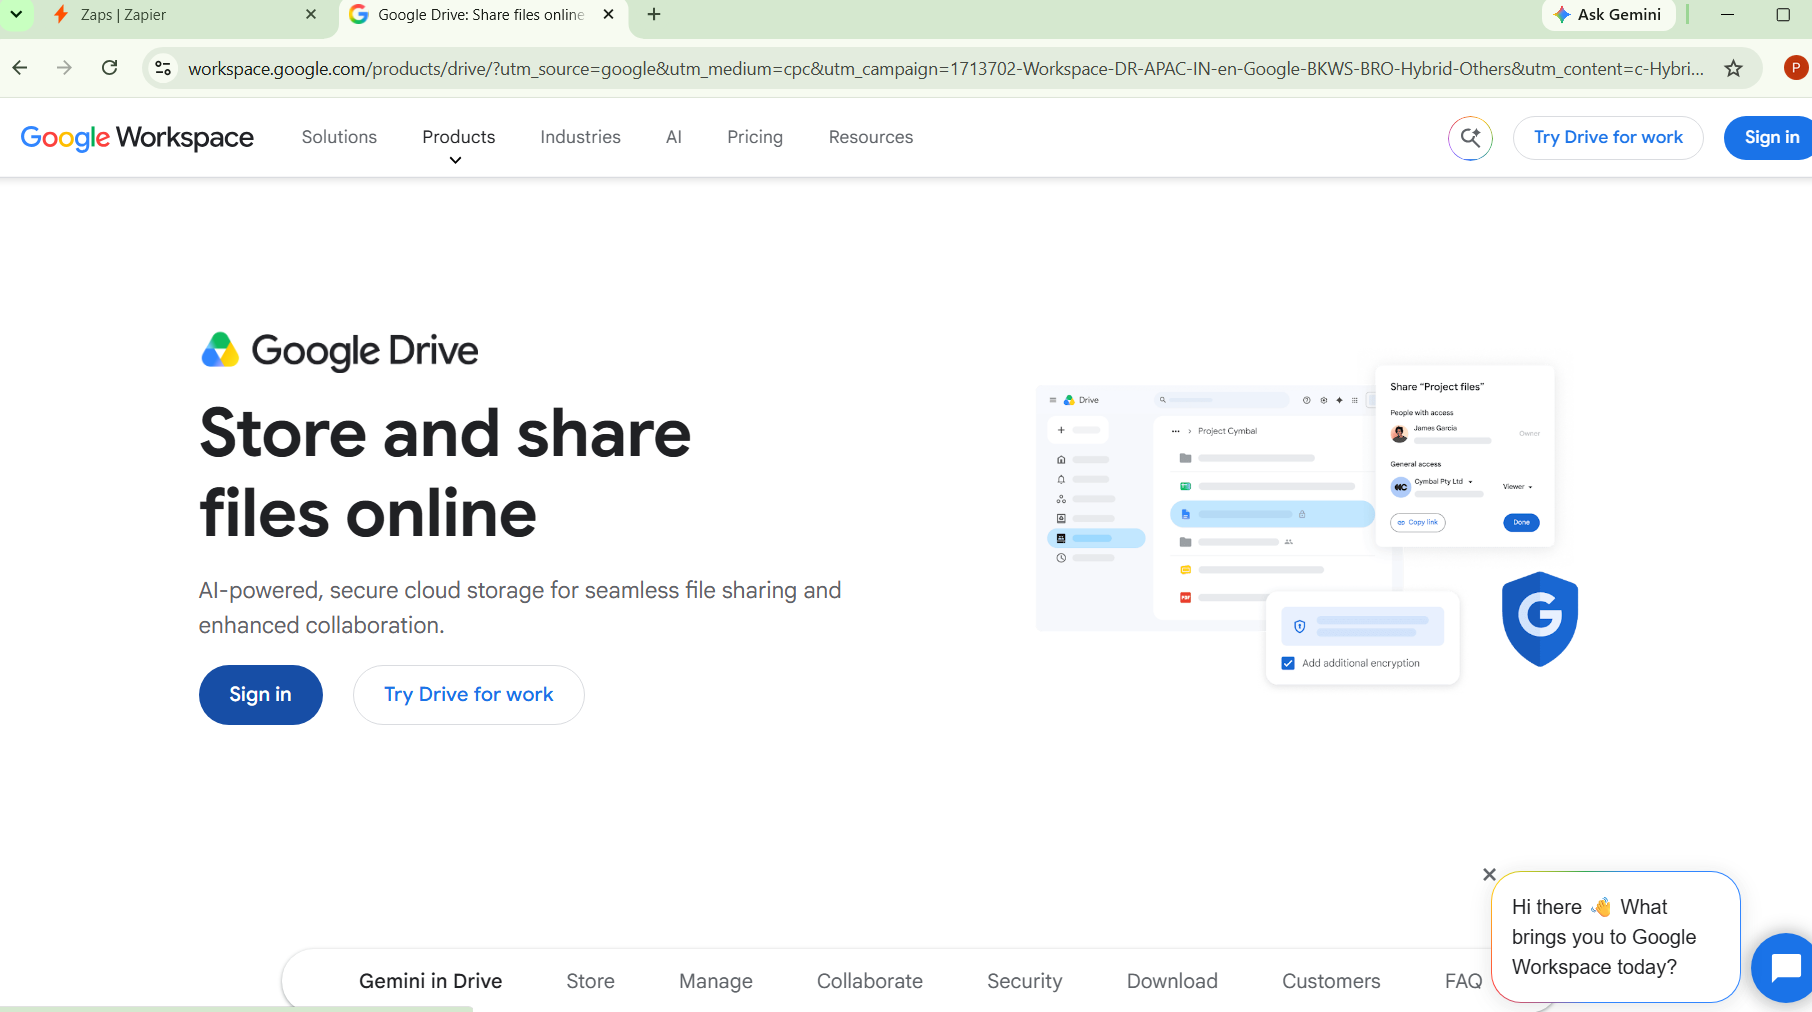 Zaps | Zapier
Google Drive: Share files online
Ask Gemini
workspace.google.com/products/drive/?utm_source=google&utm_medium=cpc&utm_campaign=1713702-Workspace-DR-APAC-IN-en-Google-BKWS-BRO-Hybrid-Others&utm_content=c-Hybri...
P
Google Workspace
Solutions
Products
Industries
AI
Pricing
Resources
Try Drive for work
Sign in
Google Drive
Store and share
files online
AI-powered, secure cloud storage for seamless file sharing and
enhanced collaboration.
Sign in
Try Drive for work
Drive
Project Cymbal
PDF
Share “Project files”
People with access
James Garcia
Owner
General access
Cymbal Pty Ltd
Viewer
Copy link
Done
Add additional encryption
G
Hi there 👋 What
brings you to Google
Workspace today?
Gemini in Drive
Store
Manage
Collaborate
Security
Download
Customers
FAQ